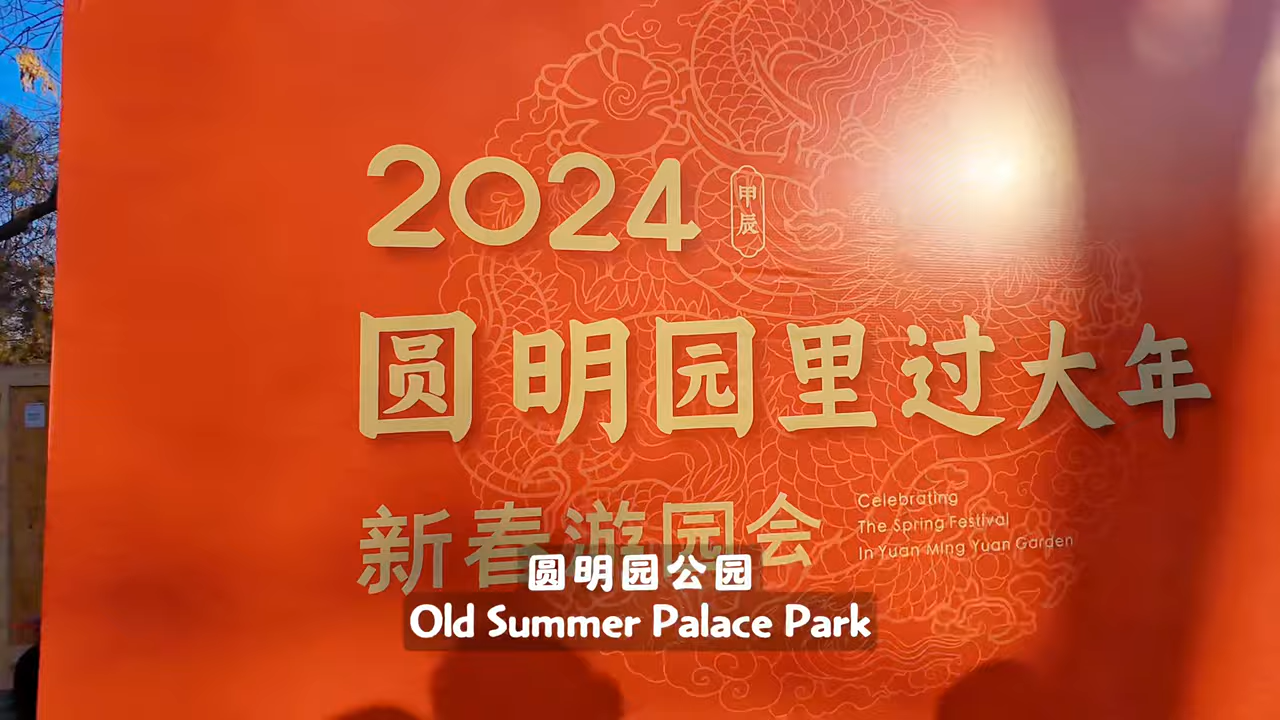 2024 甲辰
圆明园里过大年
新春游园会
Celebrating
The Spring Festival
In Yuan Ming Yuan Garden
圆明园公园
Old Summer Palace Park